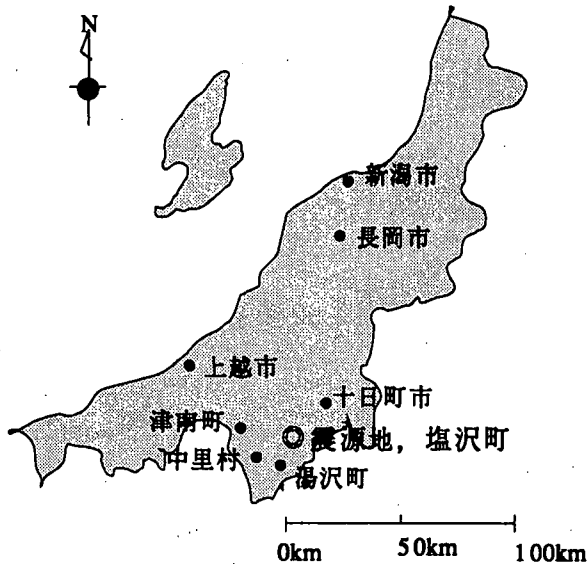 N
新潟市
長岡市
上越市
十日町市
津南町
震源地,塩沢町
中里村
湯沢町
0km 50km 100km